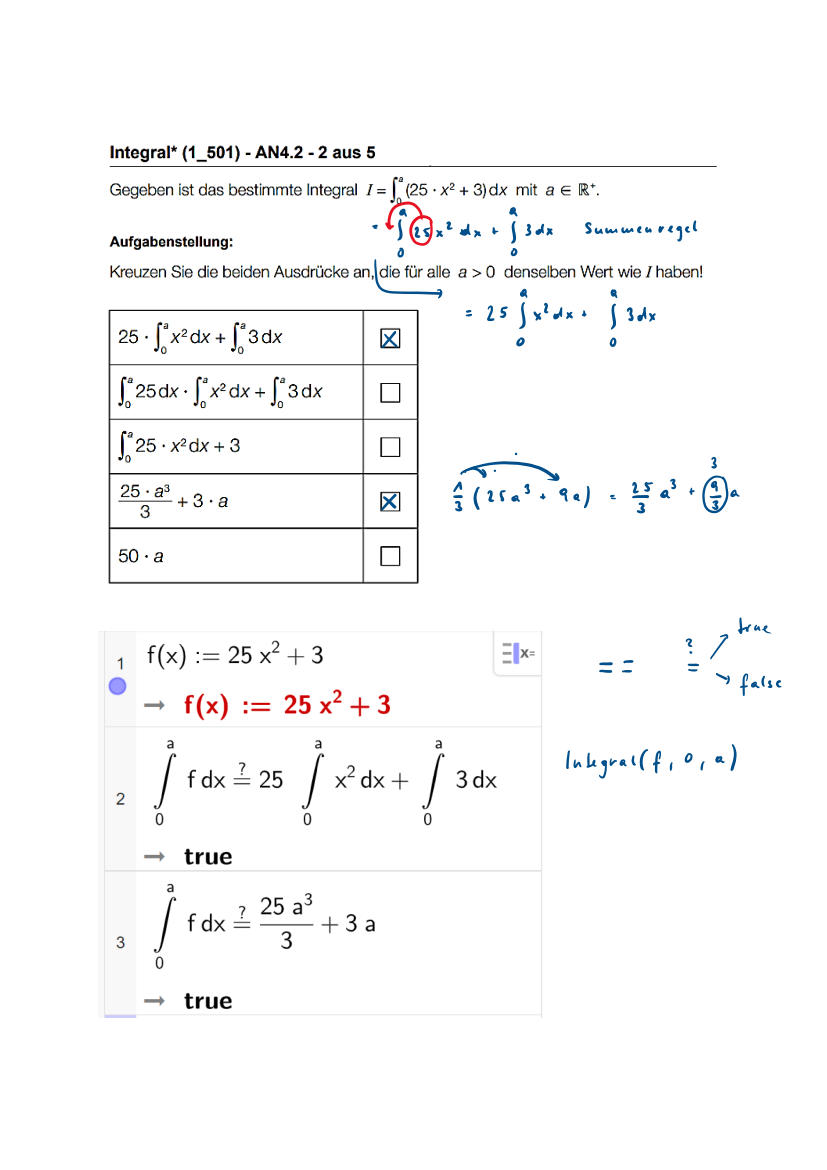 Integral* (1_501) - AN4.2 - 2 aus 5
Gegeben ist das bestimmte Integral I = ∫₀ᵃ (25 · x² + 3) dx mit a ∈ ℝ⁺.
= ∫₀ᵃ 25 x² dx + ∫₀ᵃ 3 dx Summenregel
Aufgabenstellung:
Kreuzen Sie die beiden Ausdrücke an, die für alle a > 0 denselben Wert wie I haben!
= 25 ∫₀ᵃ x² dx + ∫₀ᵃ 3 dx
25 · ∫₀ᵃ x² dx + ∫₀ᵃ 3 dx ☒
∫₀ᵃ 25 dx · ∫₀ᵃ x² dx + ∫₀ᵃ 3 dx ☐
∫₀ᵃ 25 · x² dx + 3 ☐
25 · a³ / 3 + 3 · a ☒
1/3 (25a³ + 9a) = 25/3 a³ + 9/3 a
3
50 · a ☐
1 f(x) := 25 x² + 3
→ f(x) := 25 x² + 3
== ≟ true
false
2 ∫₀ᵃ f dx ≟ 25 ∫₀ᵃ x² dx + ∫₀ᵃ 3 dx
→ true
Integral(f, 0, a)
3 ∫₀ᵃ f dx ≟ 25 a³ / 3 + 3 a
→ true